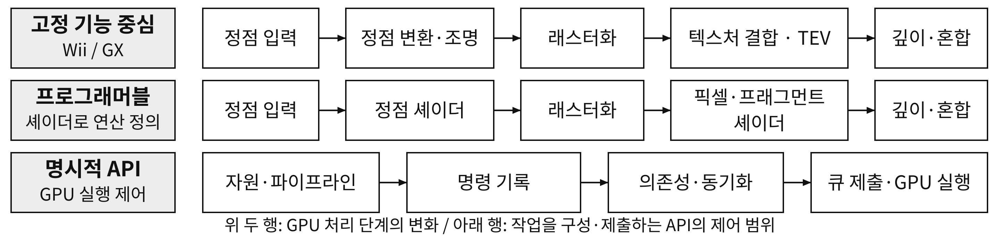 고정 기능 중심
Wii / GX
정점 입력
정점 변환·조명
래스터화
텍스처 결합 · TEV
깊이·혼합
프로그래머블
셰이더로 연산 정의
정점 입력
정점 셰이더
래스터화
픽셀·프래그먼트
셰이더
깊이·혼합
명시적 API
GPU 실행 제어
자원·파이프라인
명령 기록
의존성·동기화
큐 제출·GPU 실행
위 두 행: GPU 처리 단계의 변화 / 아래 행: 작업을 구성·제출하는 API의 제어 범위